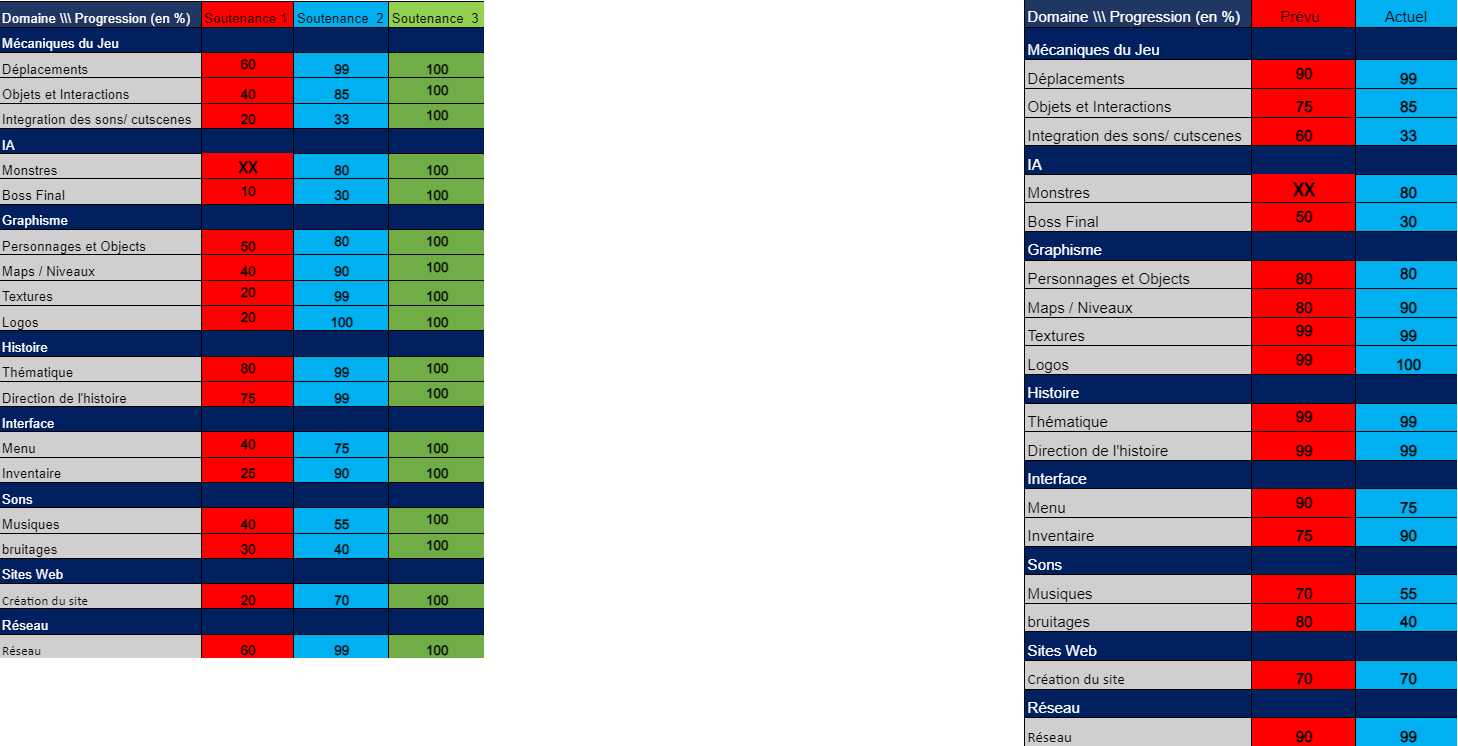 Domaine \\\ Progression (en %) Soutenance 1 Soutenance 2 Soutenance 3
Mécaniques du Jeu
Déplacements 60 99 100
Objets et Interactions 40 85 100
Integration des sons/ cutscenes 20 33 100
IA
Monstres XX 80 100
Boss Final 10 30 100
Graphisme
Personnages et Objects 50 80 100
Maps / Niveaux 40 90 100
Textures 20 99 100
Logos 20 100 100
Histoire
Thématique 80 99 100
Direction de l'histoire 75 99 100
Interface
Menu 40 75 100
Inventaire 25 90 100
Sons
Musiques 40 55 100
bruitages 30 40 100
Sites Web
Création du site 20 70 100
Réseau
Réseau 60 99 100
Domaine \\\ Progression (en %) Prévu Actuel
Mécaniques du Jeu
Déplacements 90 99
Objets et Interactions 75 85
Integration des sons/ cutscenes 60 33
IA
Monstres XX 80
Boss Final 50 30
Graphisme
Personnages et Objects 80 80
Maps / Niveaux 80 90
Textures 99 99
Logos 99 100
Histoire
Thématique 99 99
Direction de l'histoire 99 99
Interface
Menu 90 75
Inventaire 75 90
Sons
Musiques 70 55
bruitages 80 40
Sites Web
Création du site 70 70
Réseau
Réseau 90 99